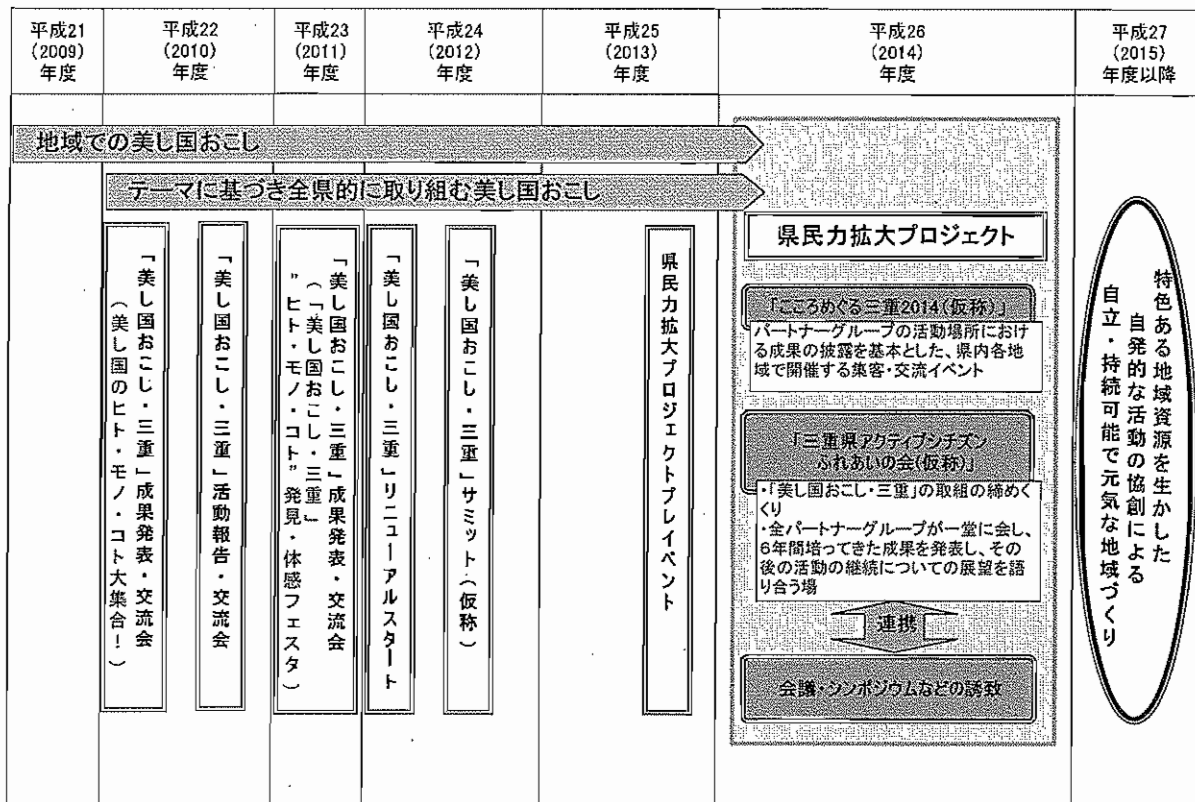 平成21
(2009)
年度
平成22
(2010)
年度
平成23
(2011)
年度
平成24
(2012)
年度
平成25
(2013)
年度
平成26
(2014)
年度
平成27
(2015)
年度以降
地域での美し国おこし
テーマに基づき全県的に取り組む美し国おこし
「美し国おこし・三重」成果発表・交流会
(美し国のヒト・モノ・コト大集合!)
「美し国おこし・三重」活動報告・交流会
「美し国おこし・三重」成果発表・交流会
(「美し国おこし・三重」
"ヒト・モノ・コト"発見・体感フェスタ)
「美し国おこし・三重」リニューアルスタート
「美し国おこし・三重」サミット(仮称)
県民力拡大プロジェクトプレイベント
県民力拡大プロジェクト
「こころめぐる三重2014(仮称)」
パートナーグループの活動場所におけ
る成果の披露を基本とした、県内各地
域で開催する集客・交流イベント
「三重県アクティブシチズン
ふれあいの会(仮称)」
・「美し国おこし・三重」の取組の締めく
くり
・全パートナーグループが一堂に会し、
6年間培ってきた成果を発表し、その
後の活動の継続についての展望を語
り合う場
連携
会議・シンポジウムなどの誘致
特色ある地域資源を生かした
自発的な活動の協創による
自立・持続可能で元気な地域づくり